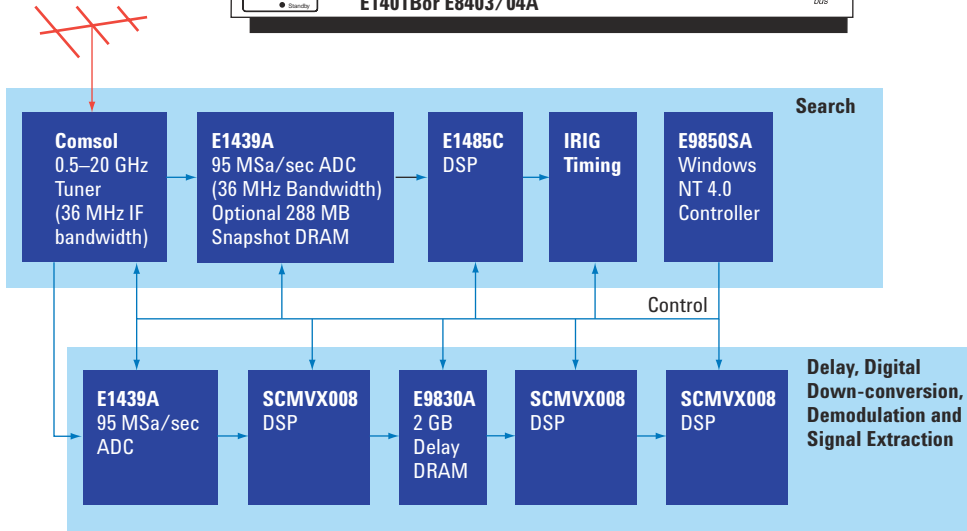 Standby
E1401Bor E8403/04A
bus
Search
Comsol
0.5–20 GHz
Tuner
(36 MHz IF
bandwidth)
E1439A
95 MSa/sec ADC
(36 MHz Bandwidth)
Optional 288 MB
Snapshot DRAM
E1485C
DSP
IRIG
Timing
E9850SA
Windows
NT 4.0
Controller
Control
E1439A
95 MSa/sec
ADC
SCMVX008
DSP
E9830A
2 GB
Delay
DRAM
SCMVX008
DSP
SCMVX008
DSP
Delay, Digital
Down-conversion,
Demodulation and
Signal Extraction